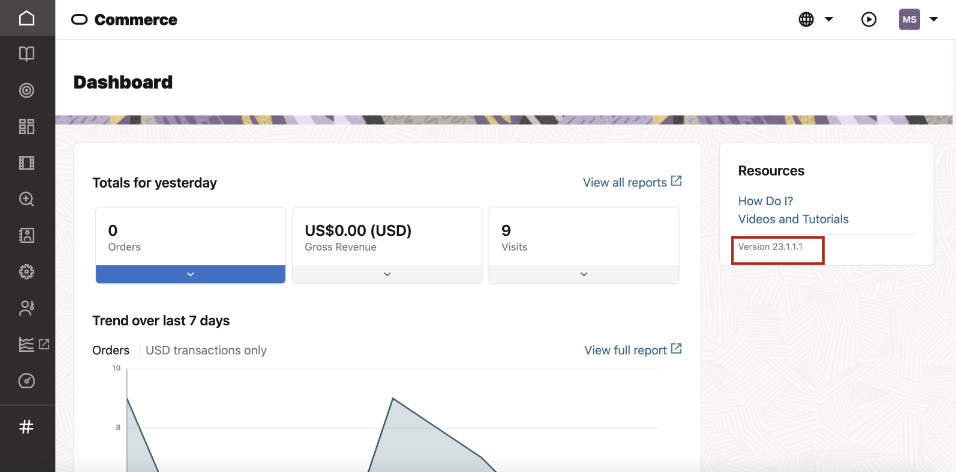 Commerce
MS
Dashboard
Totals for yesterday
View all reports
0
Orders
US$0.00 (USD)
Gross Revenue
9
Visits
Trend over last 7 days
Orders
USD transactions only
View full report
10
8
Resources
How Do I?
Videos and Tutorials
Version 23.1.1.1
#